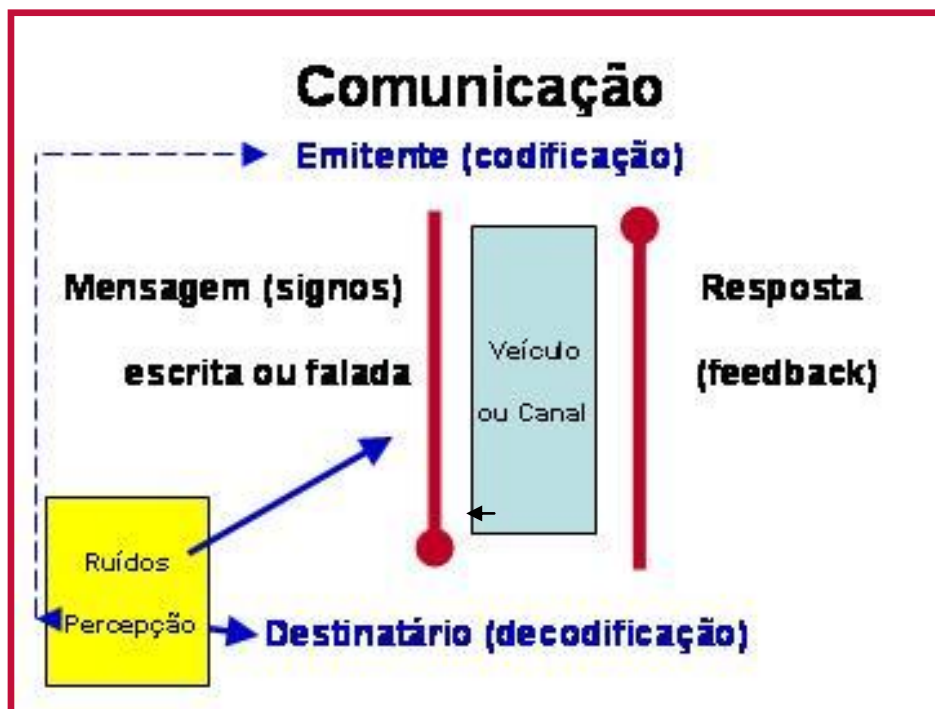 Comunicação
Emitente (codificação)
Mensagem (signos)
escrita ou falada
Veículo
ou Canal
Resposta
(feedback)
Ruídos
Percepção
Destinatário (decodificação)